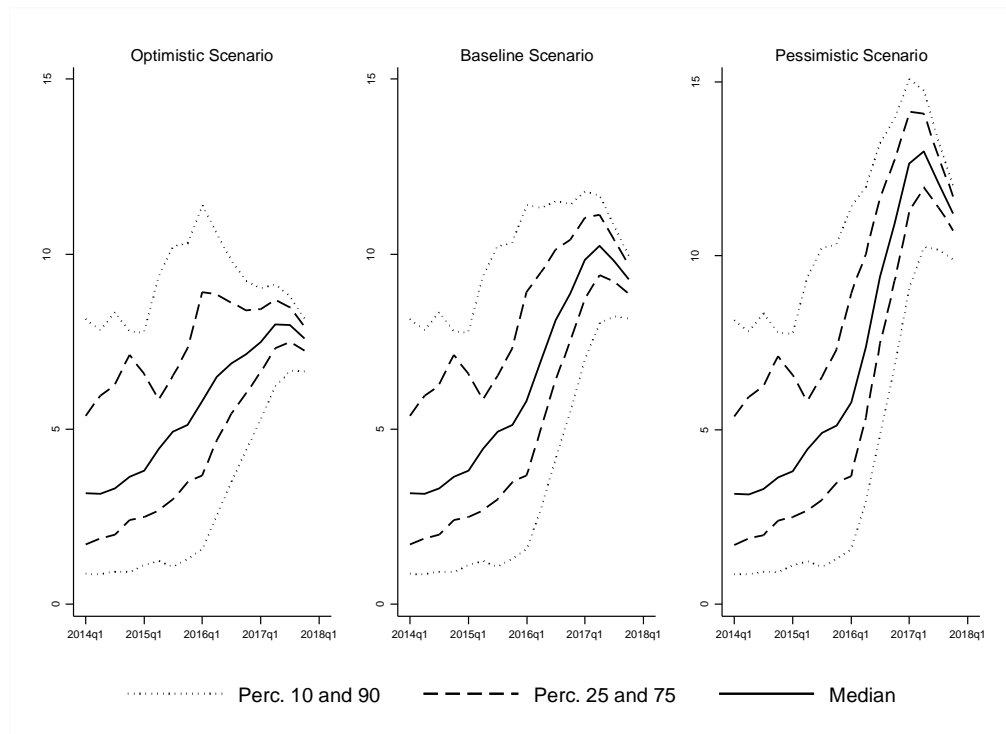 Optimistic Scenario
Baseline Scenario
Pessimistic Scenario
15
10
5
0
2014q1 2015q1 2016q1 2017q1 2018q1
15
10
5
0
2014q1 2015q1 2016q1 2017q1 2018q1
15
10
5
0
2014q1 2015q1 2016q1 2017q1 2018q1
Perc. 10 and 90 Perc. 25 and 75 Median